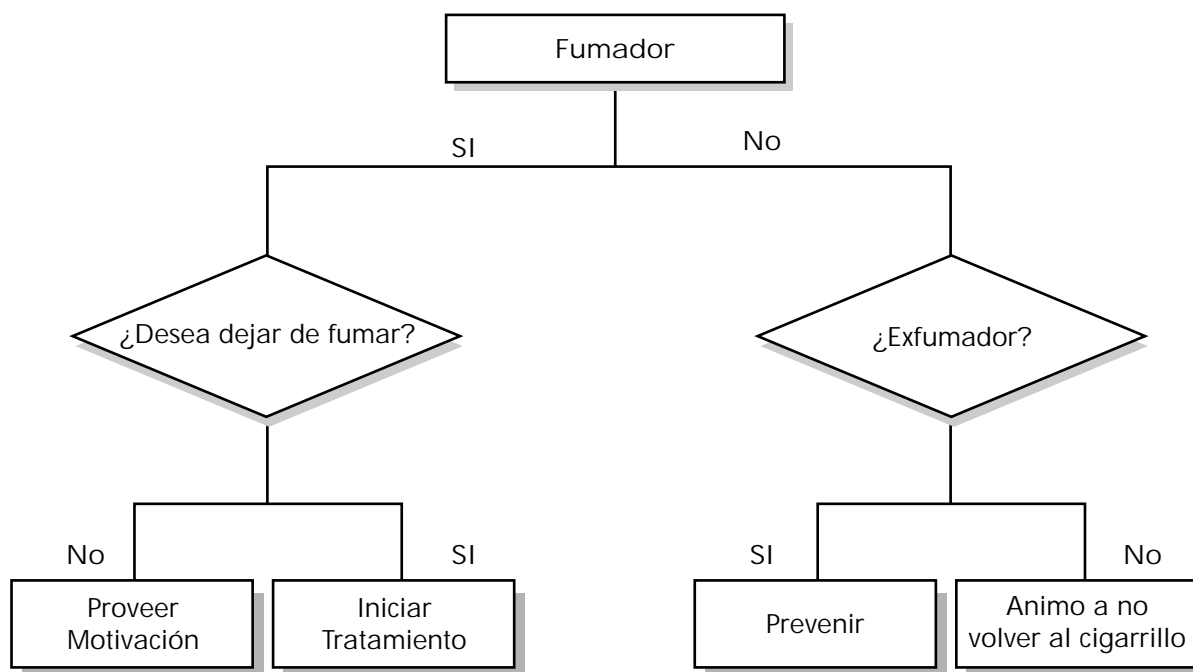 Fumador
SI
No
¿Desea dejar de fumar?
¿Exfumador?
No
SI
SI
No
Proveer
Motivación
Iniciar
Tratamiento
Prevenir
Animo a no
volver al cigarrillo